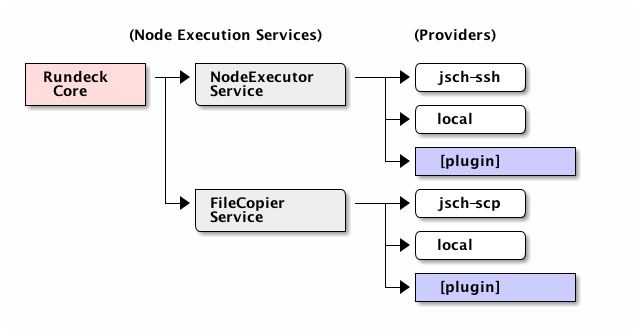 (Node Execution Services)
(Providers)
Rundeck
Core
NodeExecutor
Service
jsch-ssh
local
[plugin]
FileCopier
Service
jsch-scp
local
[plugin]